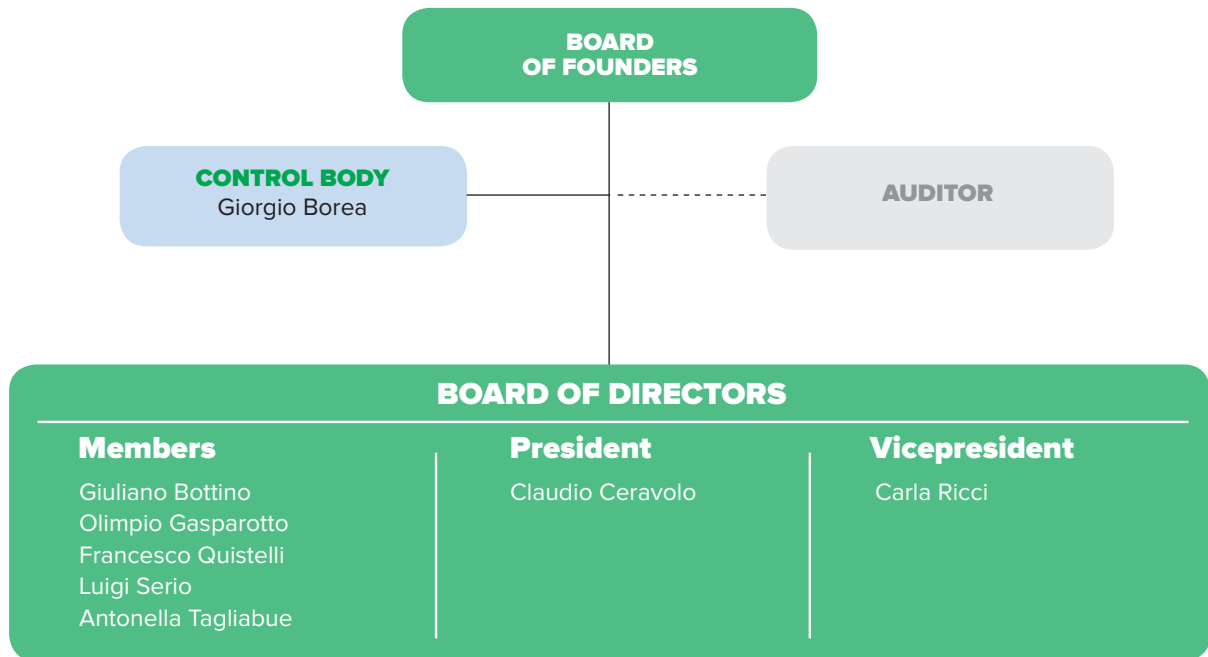 BOARD
OF FOUNDERS
CONTROL BODY
Giorgio Borea
AUDITOR
BOARD OF DIRECTORS
Members
Giuliano Bottino
Olimpio Gasparotto
Francesco Quistelli
Luigi Serio
Antonella Tagliabue
President
Claudio Ceravolo
Vicepresident
Carla Ricci